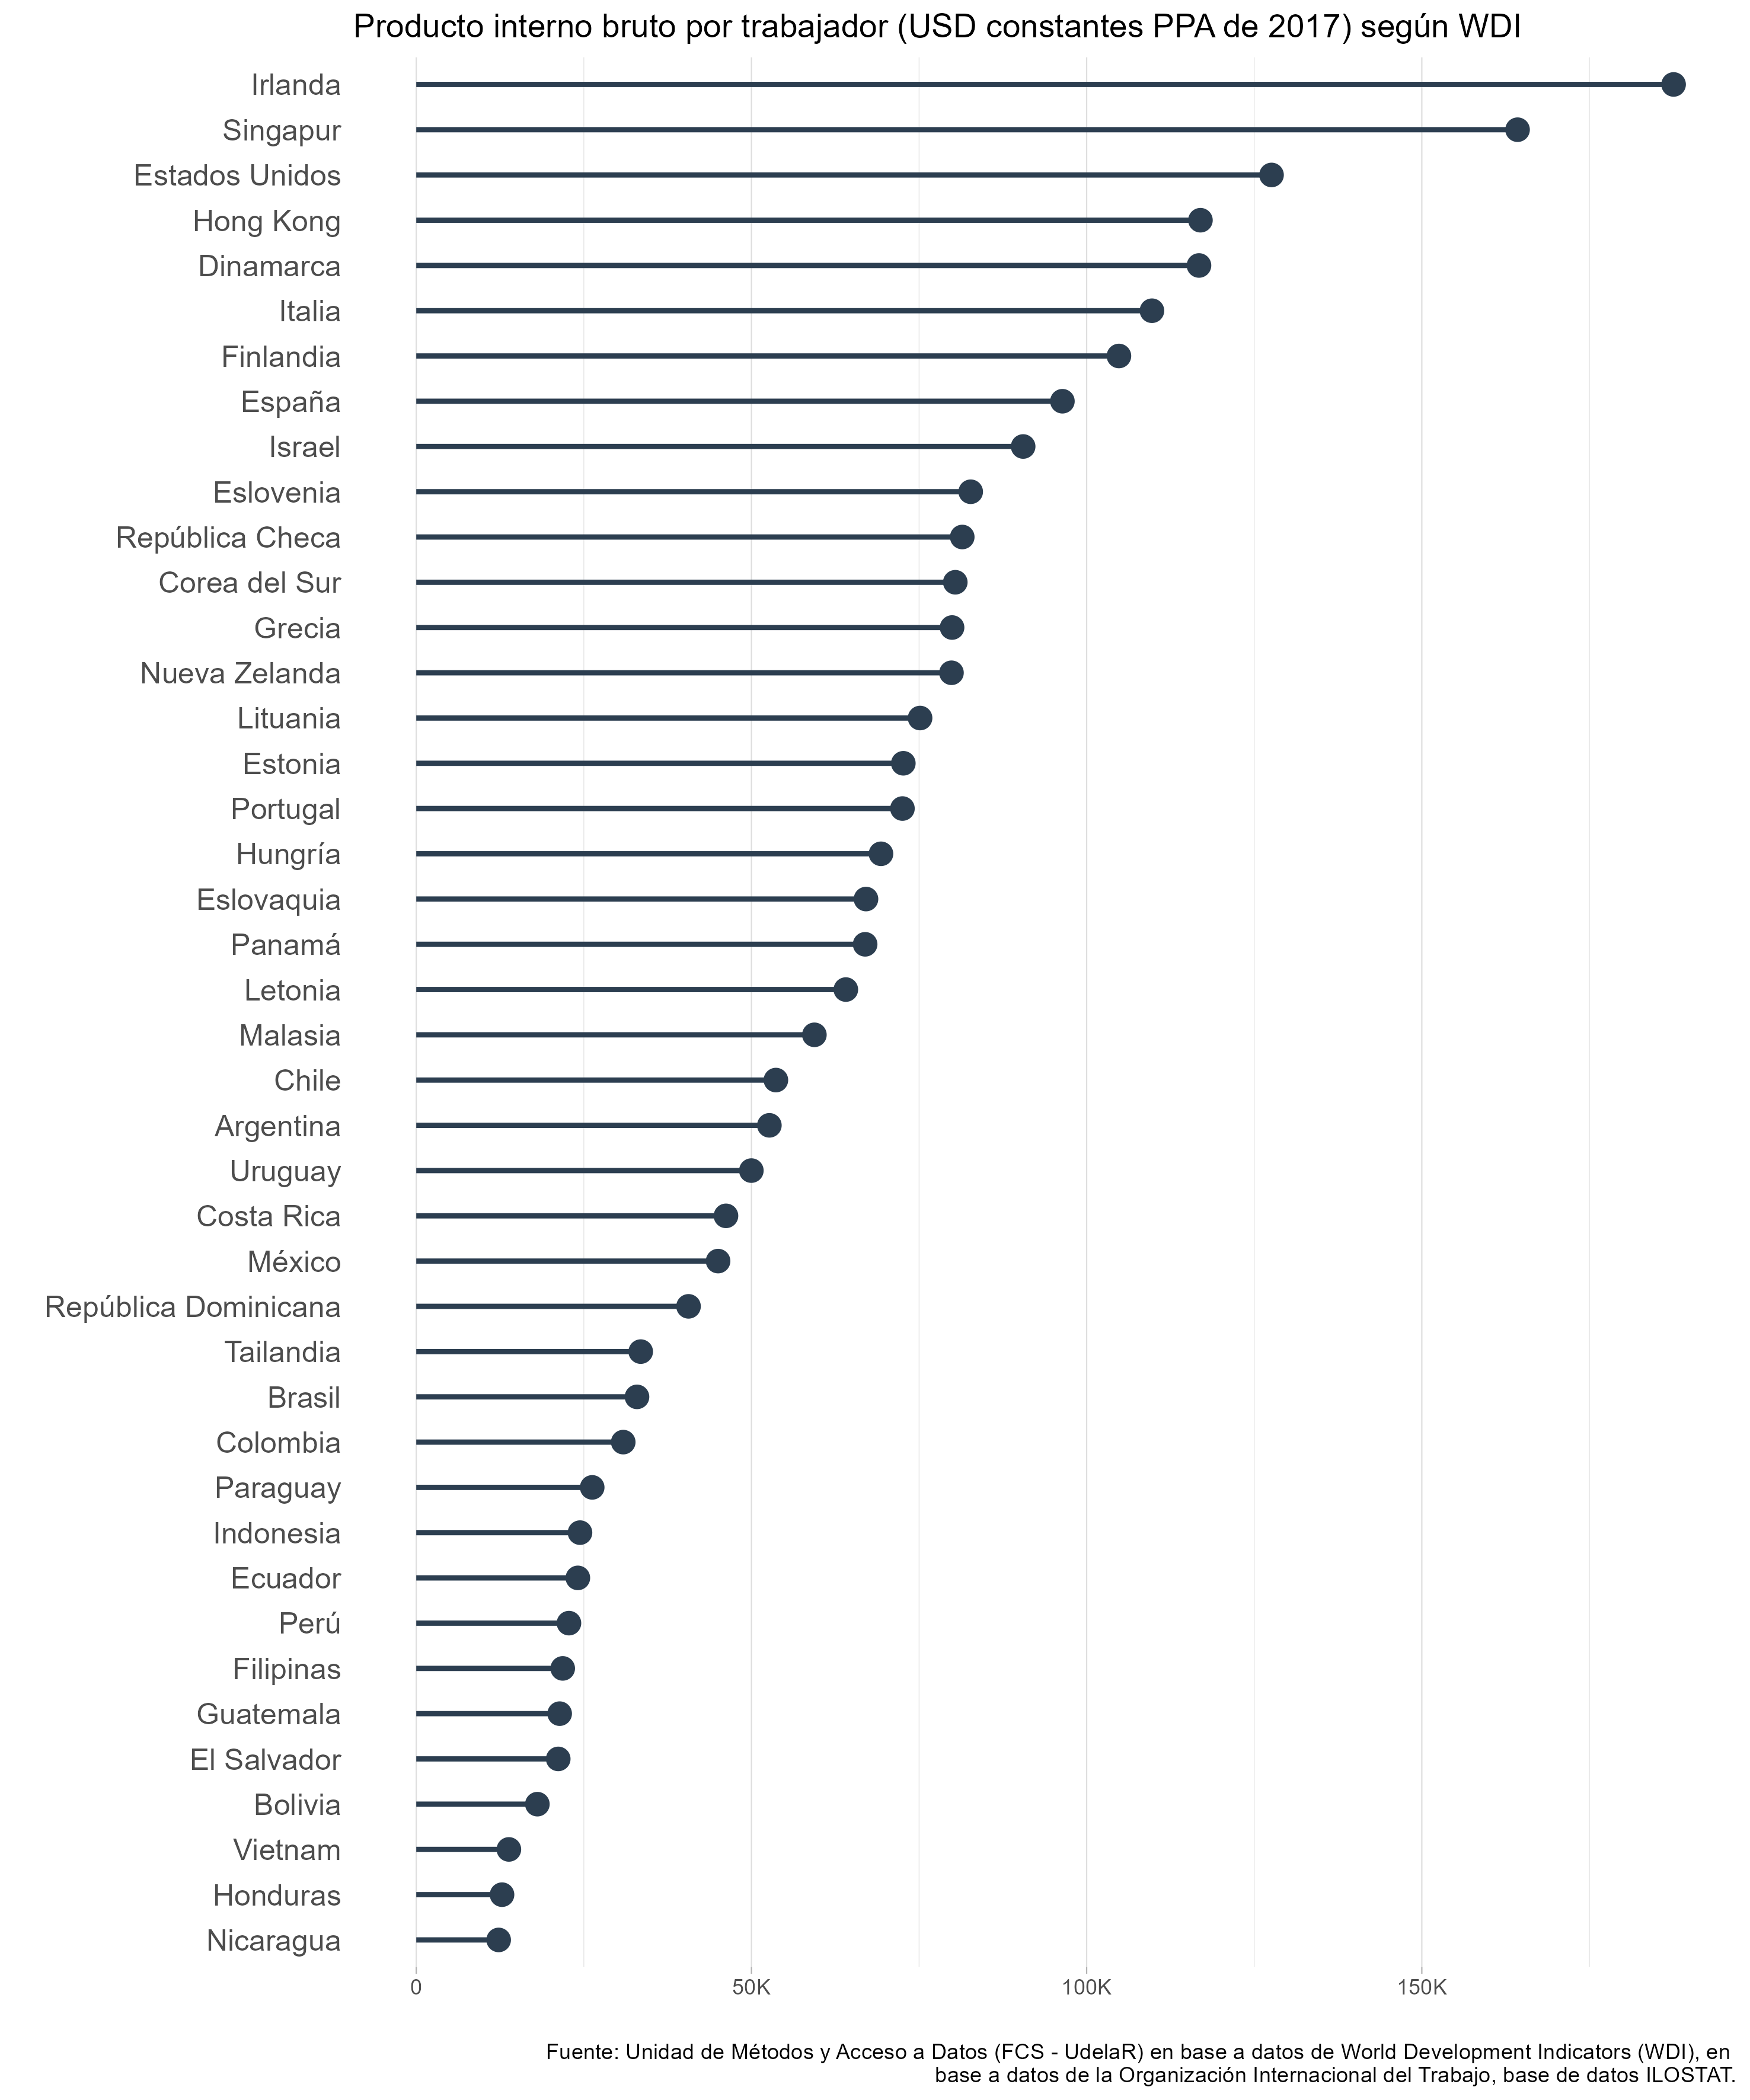 Producto interno bruto por trabajador (USD constantes PPA de 2017) según WDI
Irlanda
Singapur
Estados Unidos
Hong Kong
Dinamarca
Italia
Finlandia
España
Israel
Eslovenia
República Checa
Corea del Sur
Grecia
Nueva Zelanda
Lituania
Estonia
Portugal
Hungría
Eslovaquia
Panamá
Letonia
Malasia
Chile
Argentina
Uruguay
Costa Rica
México
República Dominicana
Tailandia
Brasil
Colombia
Paraguay
Indonesia
Ecuador
Perú
Filipinas
Guatemala
El Salvador
Bolivia
Vietnam
Honduras
Nicaragua
0 50K 100K 150K
Fuente: Unidad de Métodos y Acceso a Datos (FCS - UdelaR) en base a datos de World Development Indicators (WDI), en
base a datos de la Organización Internacional del Trabajo, base de datos ILOSTAT.